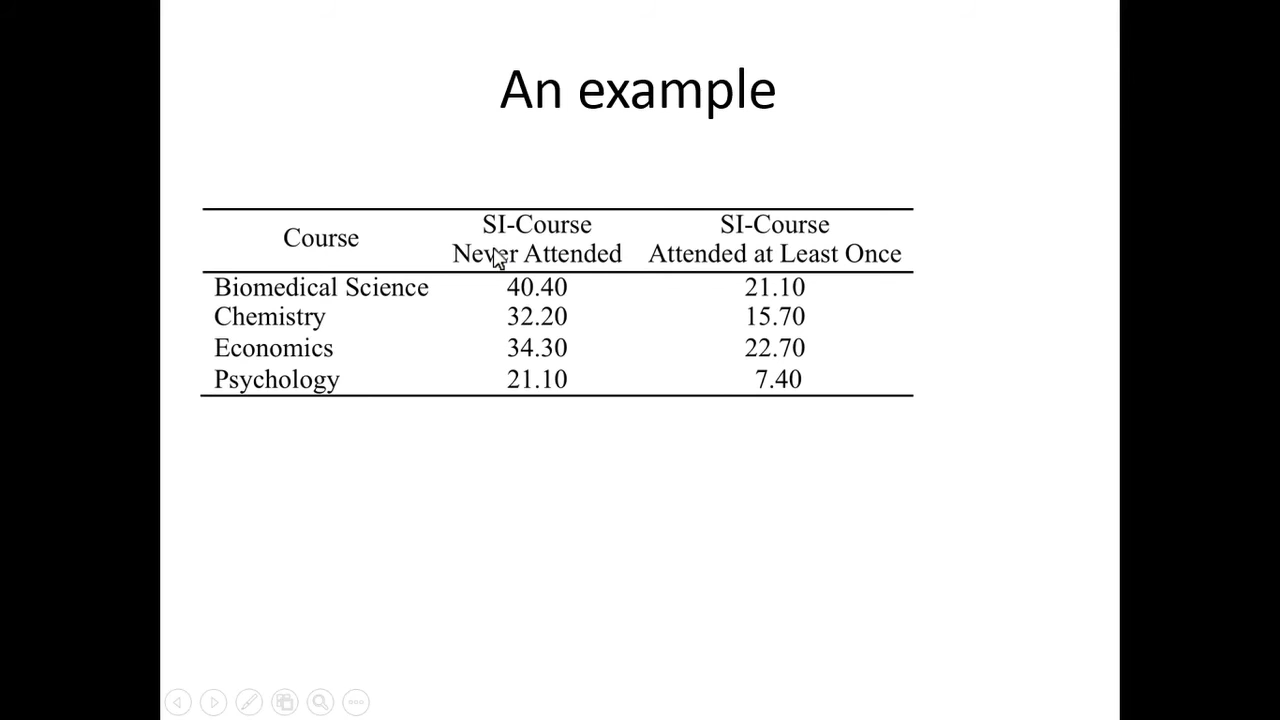 An example
Course SI-Course Never Attended SI-Course Attended at Least Once
Biomedical Science 40.40 21.10
Chemistry 32.20 15.70
Economics 34.30 22.70
Psychology 21.10 7.40